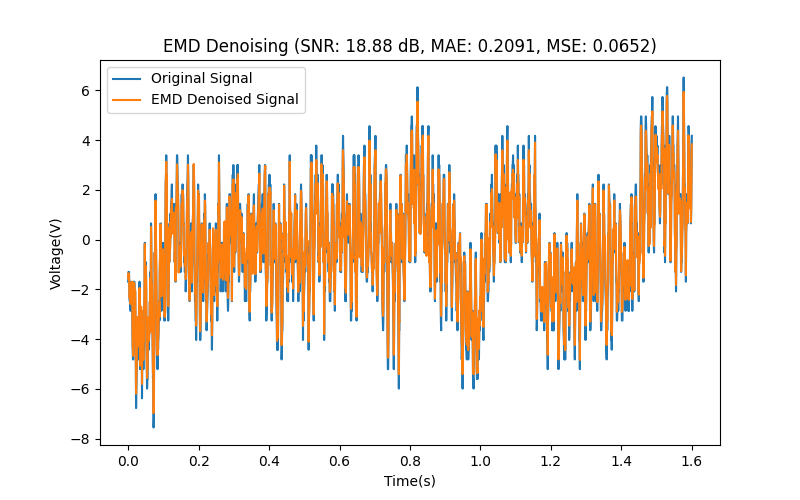 EMD Denoising (SNR: 18.88 dB, MAE: 0.2091, MSE: 0.0652)
Original Signal
EMD Denoised Signal
6
4
2
0
−2
−4
−6
−8
Voltage(V)
0.0 0.2 0.4 0.6 0.8 1.0 1.2 1.4 1.6
Time(s)